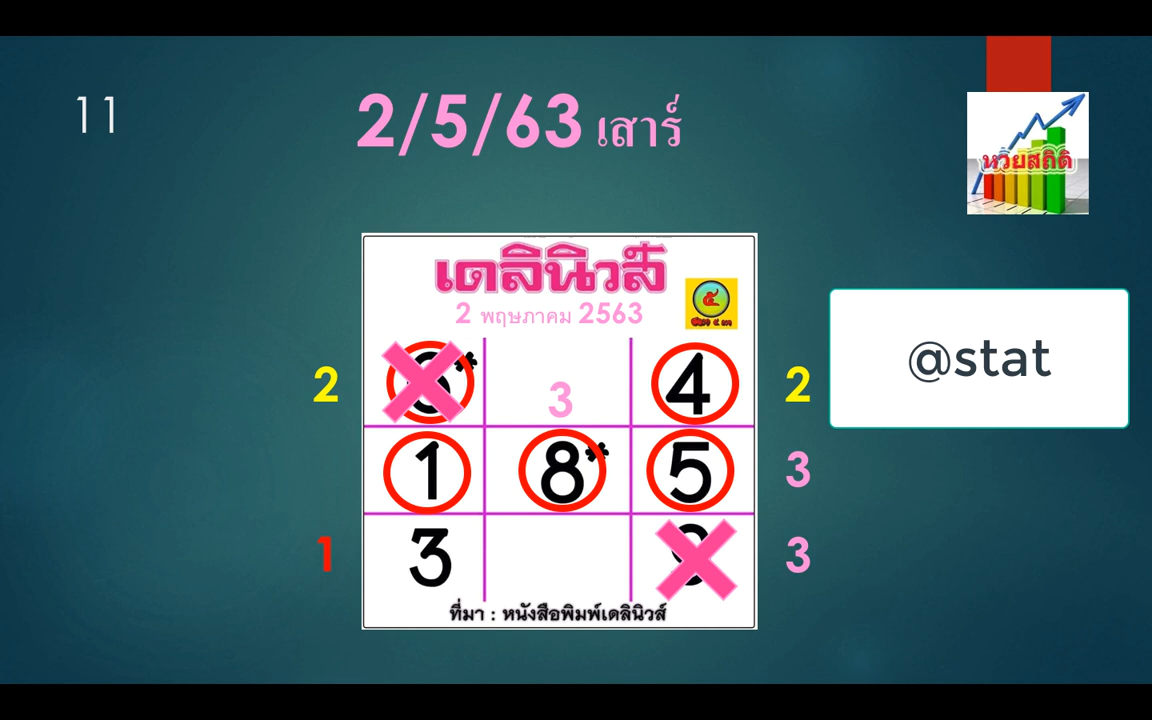 11
2/5/63 เสาร์
หวยสถิติ
เดลินิวส์
2 พฤษภาคม 2563
๕
2
*
3
4
2
@stat
1
8*
5
3
1
3
3
ที่มา : หนังสือพิมพ์เดลินิวส์